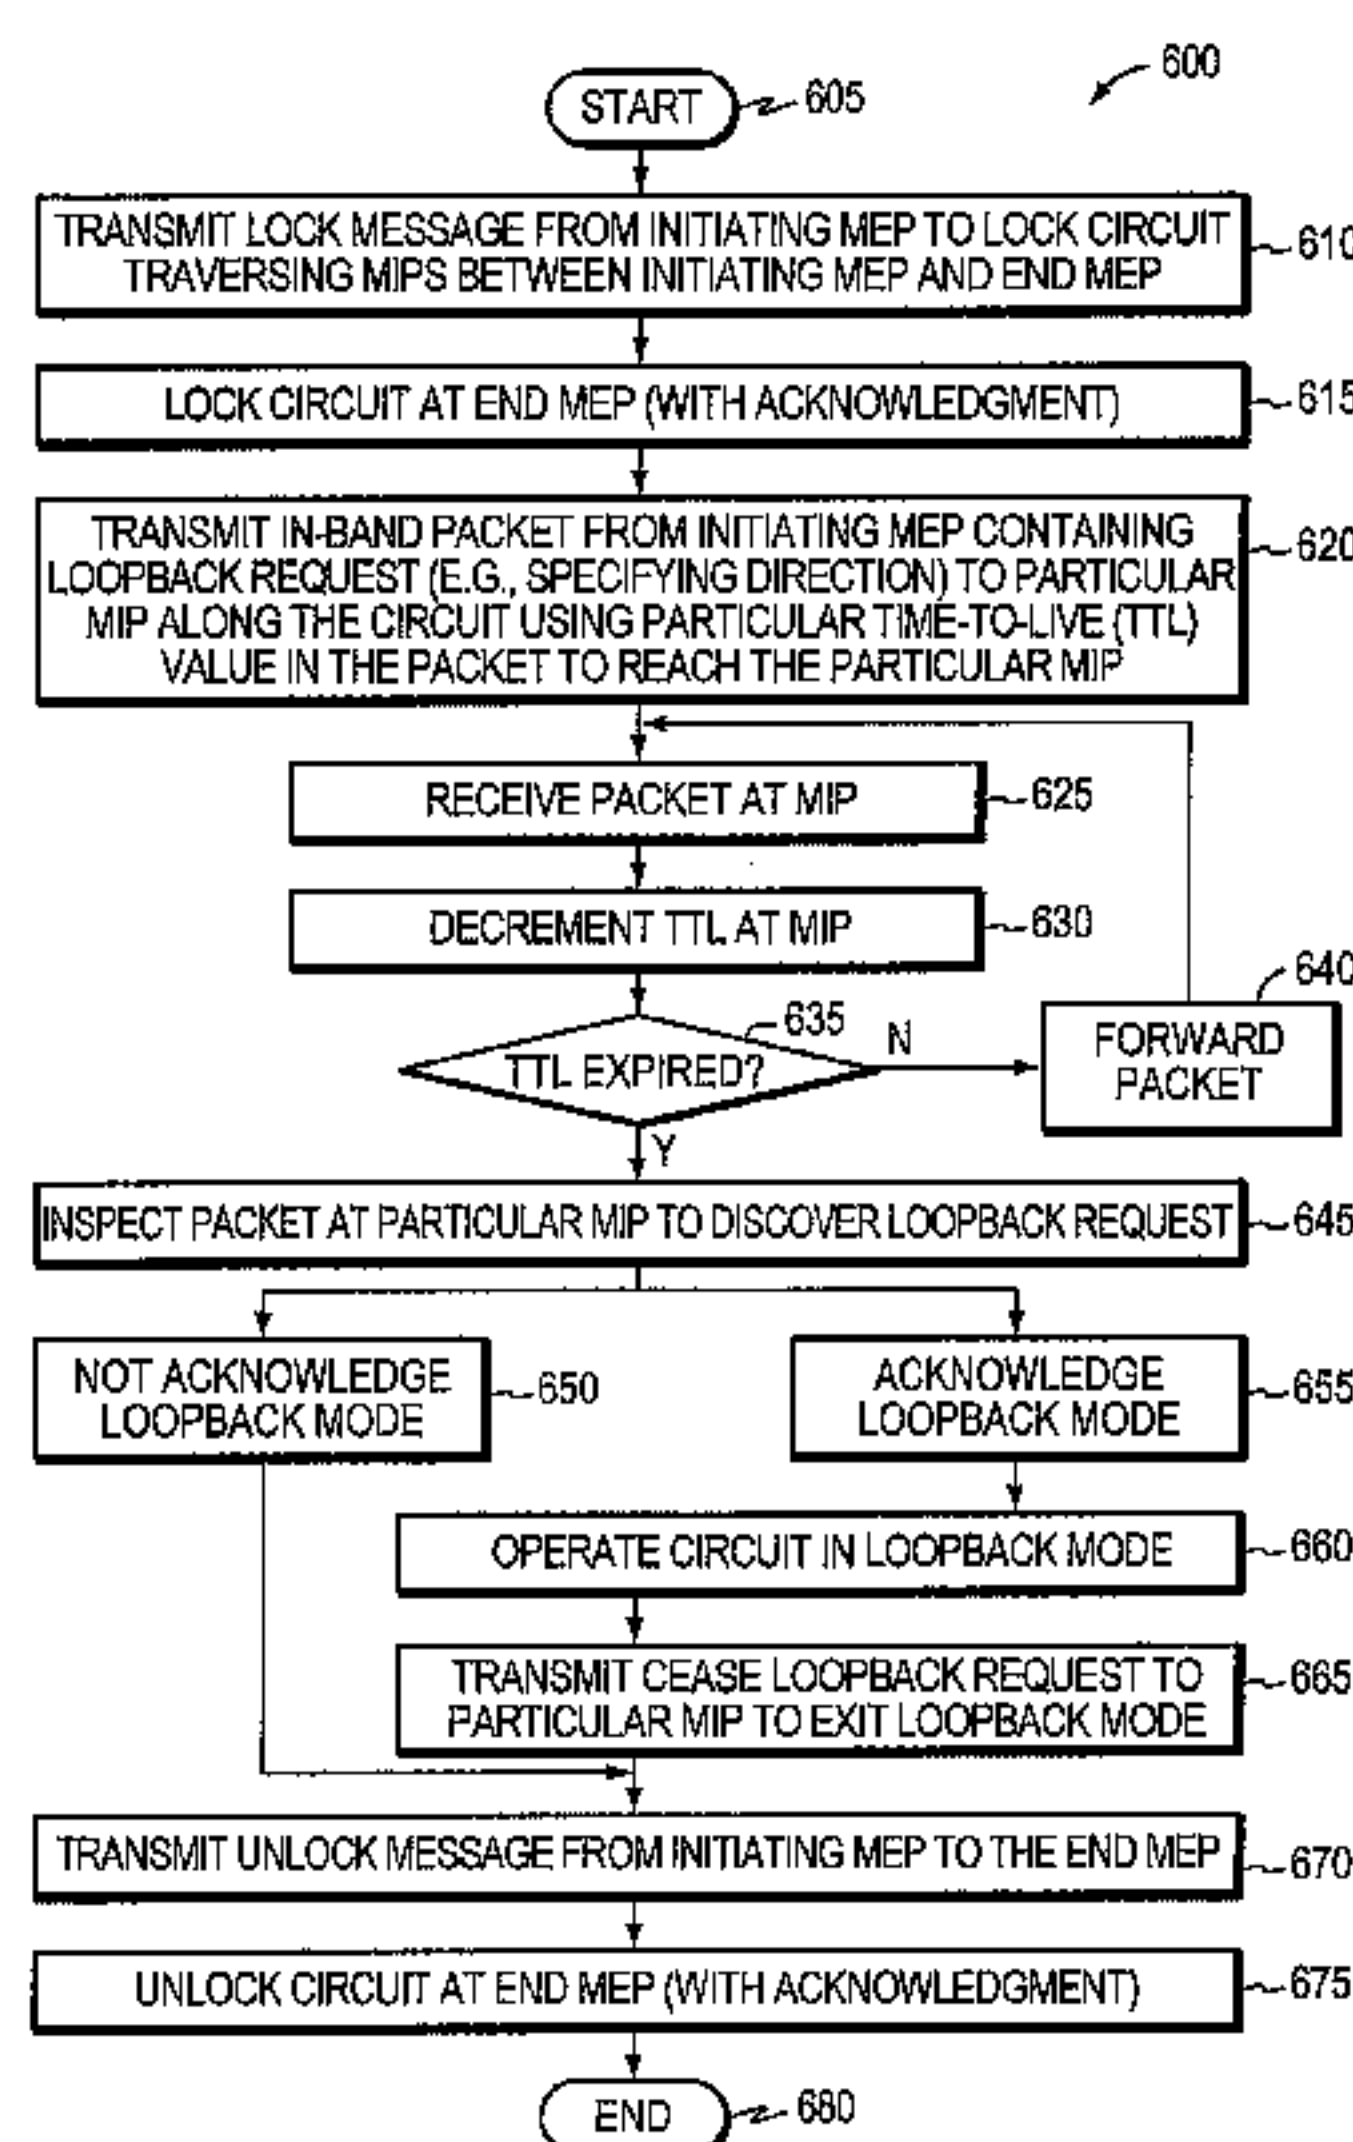 600
START
605
TRANSMIT LOCK MESSAGE FROM INITIATING MEP TO LOCK CIRCUIT
TRAVERSING MIPS BETWEEN INITIATING MEP AND END MEP
610
LOCK CIRCUIT AT END MEP (WITH ACKNOWLEDGMENT)
615
TRANSMIT IN-BAND PACKET FROM INITIATING MEP CONTAINING
LOOPBACK REQUEST (E.G., SPECIFYING DIRECTION) TO PARTICULAR
MIP ALONG THE CIRCUIT USING PARTICULAR TIME-TO-LIVE (TTL)
VALUE IN THE PACKET TO REACH THE PARTICULAR MIP
620
RECEIVE PACKET AT MIP
625
DECREMENT TTL AT MIP
630
TTL EXPIRED?
635
N
FORWARD
PACKET
640
Y
INSPECT PACKET AT PARTICULAR MIP TO DISCOVER LOOPBACK REQUEST
645
NOT ACKNOWLEDGE
LOOPBACK MODE
650
ACKNOWLEDGE
LOOPBACK MODE
655
OPERATE CIRCUIT IN LOOPBACK MODE
660
TRANSMIT CEASE LOOPBACK REQUEST TO
PARTICULAR MIP TO EXIT LOOPBACK MODE
665
TRANSMIT UNLOCK MESSAGE FROM INITIATING MEP TO THE END MEP
670
UNLOCK CIRCUIT AT END MEP (WITH ACKNOWLEDGMENT)
675
END
680